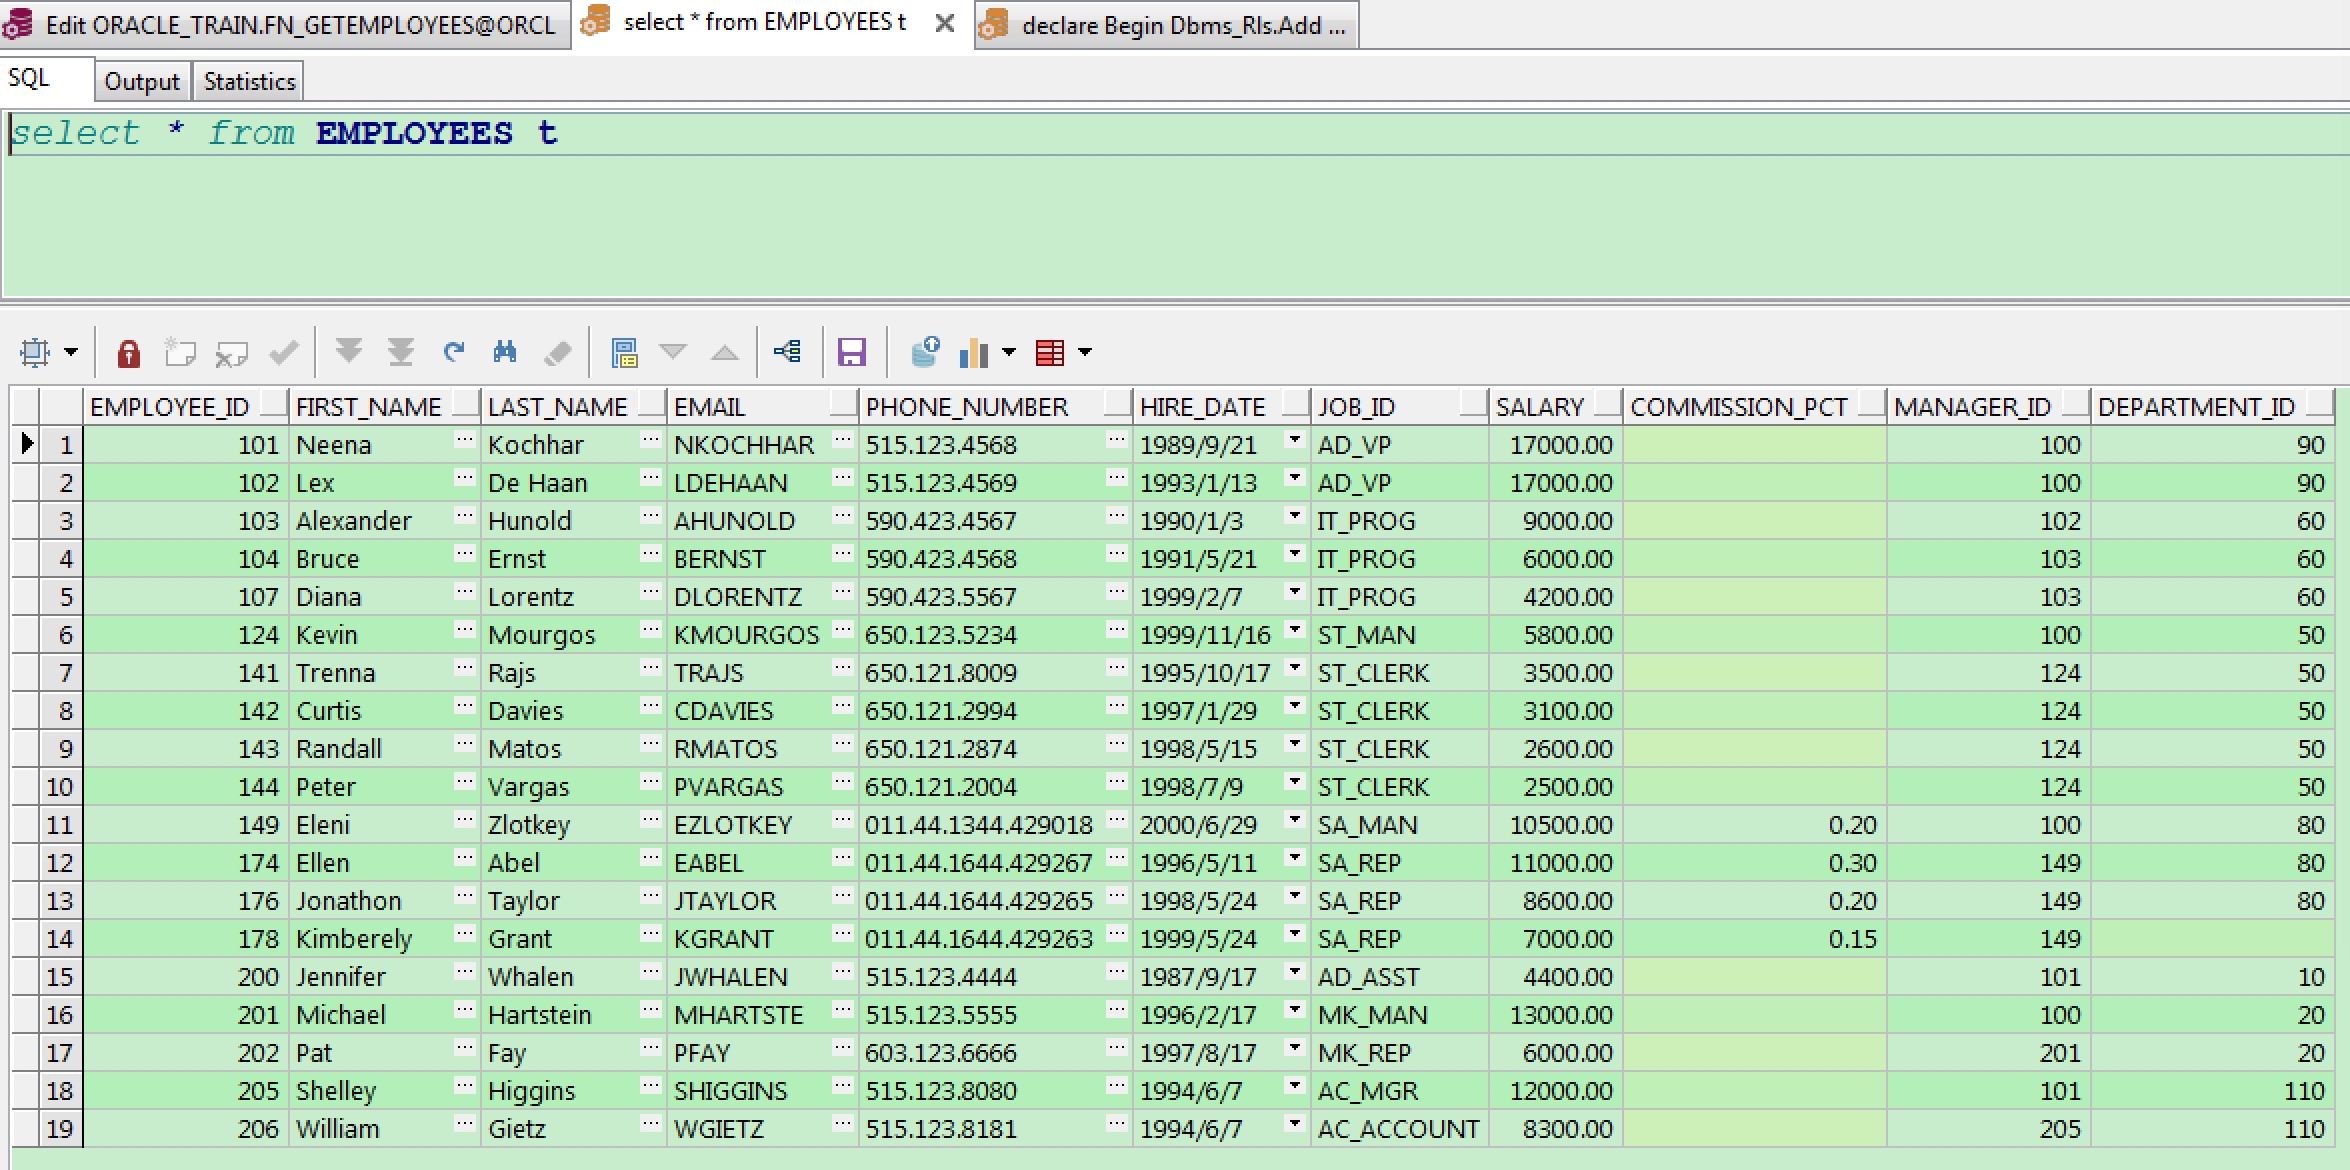 Edit ORACLE_TRAIN.FN_GETEMPLOYEES@ORCL select * from EMPLOYEES t declare Begin Dbms_Rls.Add ...
SQL Output Statistics
select * from EMPLOYEES t
EMPLOYEE_ID FIRST_NAME LAST_NAME EMAIL PHONE_NUMBER HIRE_DATE JOB_ID SALARY COMMISSION_PCT MANAGER_ID DEPARTMENT_ID
1 101 Neena ... Kochhar ... NKOCHHAR ... 515.123.4568 ... 1989/9/21 AD_VP 17000.00 100 90
2 102 Lex ... De Haan ... LDEHAAN ... 515.123.4569 ... 1993/1/13 AD_VP 17000.00 100 90
3 103 Alexander ... Hunold ... AHUNOLD ... 590.423.4567 ... 1990/1/3 IT_PROG 9000.00 102 60
4 104 Bruce ... Ernst ... BERNST ... 590.423.4568 ... 1991/5/21 IT_PROG 6000.00 103 60
5 107 Diana ... Lorentz ... DLORENTZ ... 590.423.5567 ... 1999/2/7 IT_PROG 4200.00 103 60
6 124 Kevin ... Mourgos ... KMOURGOS ... 650.123.5234 ... 1999/11/16 ST_MAN 5800.00 100 50
7 141 Trenna ... Rajs ... TRAJS ... 650.121.8009 ... 1995/10/17 ST_CLERK 3500.00 124 50
8 142 Curtis ... Davies ... CDAVIES ... 650.121.2994 ... 1997/1/29 ST_CLERK 3100.00 124 50
9 143 Randall ... Matos ... RMATOS ... 650.121.2874 ... 1998/5/15 ST_CLERK 2600.00 124 50
10 144 Peter ... Vargas ... PVARGAS ... 650.121.2004 ... 1998/7/9 ST_CLERK 2500.00 124 50
11 149 Eleni ... Zlotkey ... EZLOTKEY ... 011.44.1344.429018 ... 2000/6/29 SA_MAN 10500.00 0.20 100 80
12 174 Ellen ... Abel ... EABEL ... 011.44.1644.429267 ... 1996/5/11 SA_REP 11000.00 0.30 149 80
13 176 Jonathon ... Taylor ... JTAYLOR ... 011.44.1644.429265 ... 1998/5/24 SA_REP 8600.00 0.20 149 80
14 178 Kimberely ... Grant ... KGRANT ... 011.44.1644.429263 ... 1999/5/24 SA_REP 7000.00 0.15 149
15 200 Jennifer ... Whalen ... JWHALEN ... 515.123.4444 ... 1987/9/17 AD_ASST 4400.00 101 10
16 201 Michael ... Hartstein ... MHARTSTE ... 515.123.5555 ... 1996/2/17 MK_MAN 13000.00 100 20
17 202 Pat ... Fay ... PFAY ... 603.123.6666 ... 1997/8/17 MK_REP 6000.00 201 20
18 205 Shelley ... Higgins ... SHIGGINS ... 515.123.8080 ... 1994/6/7 AC_MGR 12000.00 101 110
19 206 William ... Gietz ... WGIETZ ... 515.123.8181 ... 1994/6/7 AC_ACCOUNT 8300.00 205 110